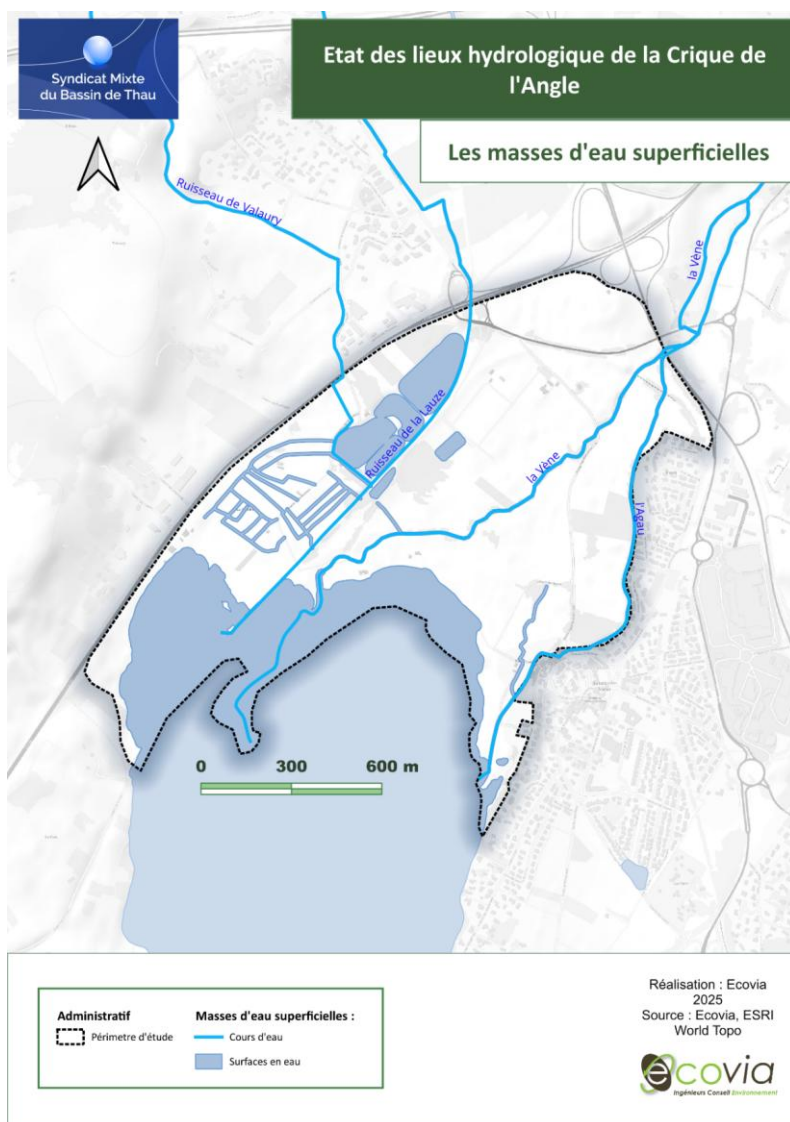 Syndicat Mixte
du Bassin de Thau
Etat des lieux hydrologique de la Crique de
l'Angle
Les masses d'eau superficielles
Ruisseau de Valaury
la Vène
Ruisseau de la Lauze
la Vène
l'Agau
0 300 600 m
Administratif
Périmetre d'étude
Masses d'eau superficielles :
Cours d'eau
Surfaces en eau
Réalisation : Ecovia
2025
Source : Ecovia, ESRI
World Topo
ecovia
Ingénieurs Conseil Environnement